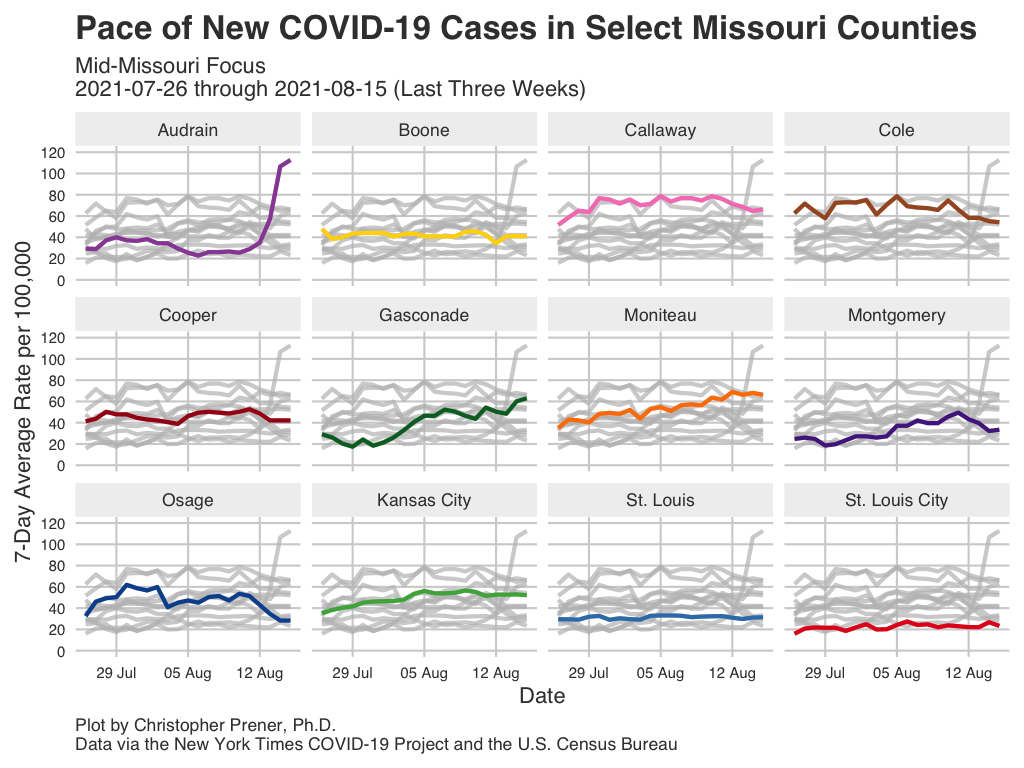 Pace of New COVID-19 Cases in Select Missouri Counties
Mid-Missouri Focus
2021-07-26 through 2021-08-15 (Last Three Weeks)
Audrain
Boone
Callaway
Cole
120
100
80
60
40
20
0
Cooper
Gasconade
Moniteau
Montgomery
120
100
80
60
40
20
0
Osage
Kansas City
St. Louis
St. Louis City
120
100
80
60
40
20
0
7-Day Average Rate per 100,000
29 Jul
05 Aug
12 Aug
29 Jul
05 Aug
12 Aug
29 Jul
05 Aug
12 Aug
29 Jul
05 Aug
12 Aug
Date
Plot by Christopher Prener, Ph.D.
Data via the New York Times COVID-19 Project and the U.S. Census Bureau